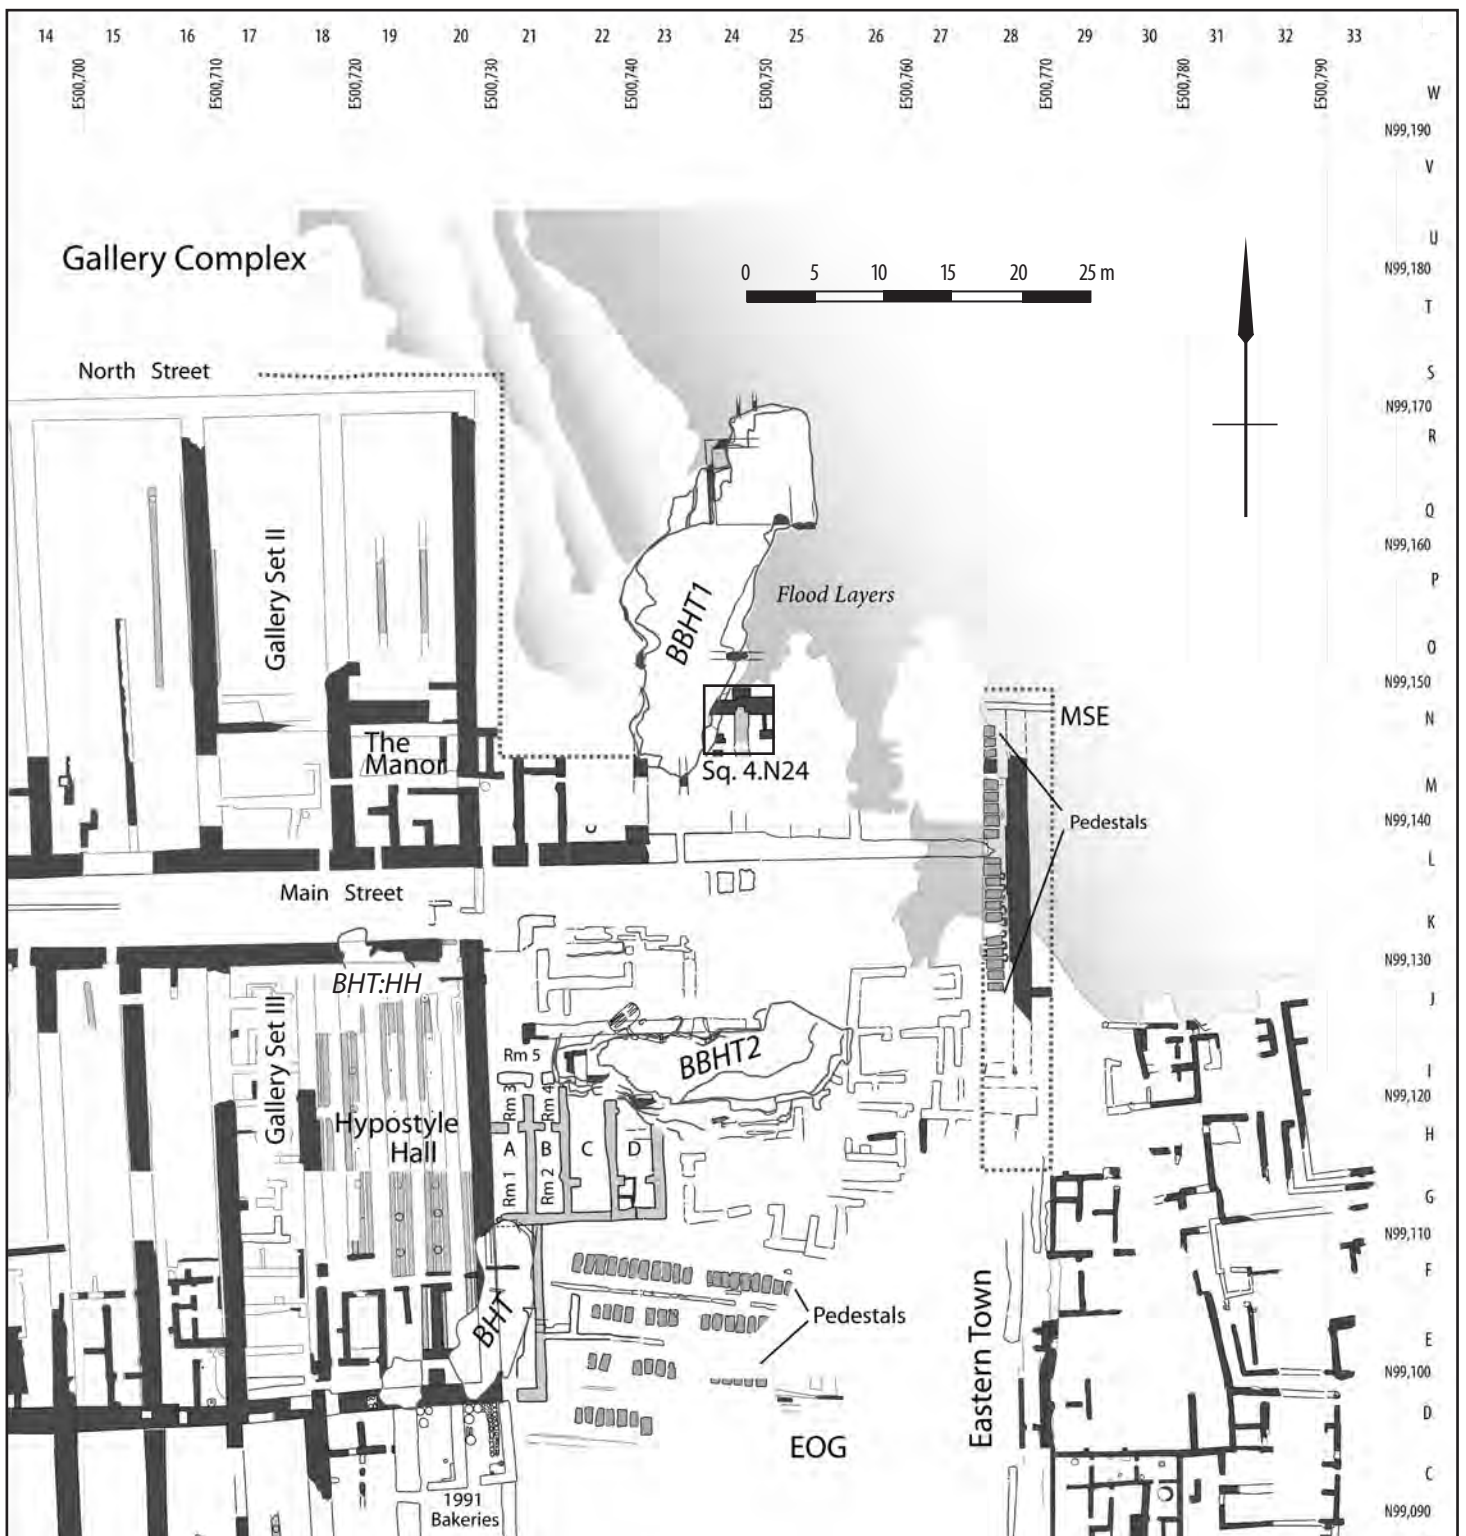 14 15 16 17 18 19 20 21 22 23 24 25 26 27 28 29 30 31 32 33
E500,700 E500,710 E500,720 E500,730 E500,740 E500,750 E500,760 E500,770 E500,780 E500,790
W
N99,190
V
U
Gallery Complex
N99,180
0 5 10 15 20 25 m
T
North Street
S
N99,170
R
Q
N99,160
Gallery Set II
P
BBHT1
Flood Layers
O
N99,150
N
MSE
The
Manor
Sq. 4.N24
M
Pedestals
N99,140
L
Main Street
K
N99,130
BHT:HH
J
Gallery Set III
Rm 5
BBHT2
I
Rm 3
Rm 4
N99,120
Hypostyle
Hall
H
A B C D
Rm 1
Rm 2
G
N99,110
F
Pedestals
BHT
Eastern Town
E
N99,100
D
EOG
C
1991
Bakeries
N99,090